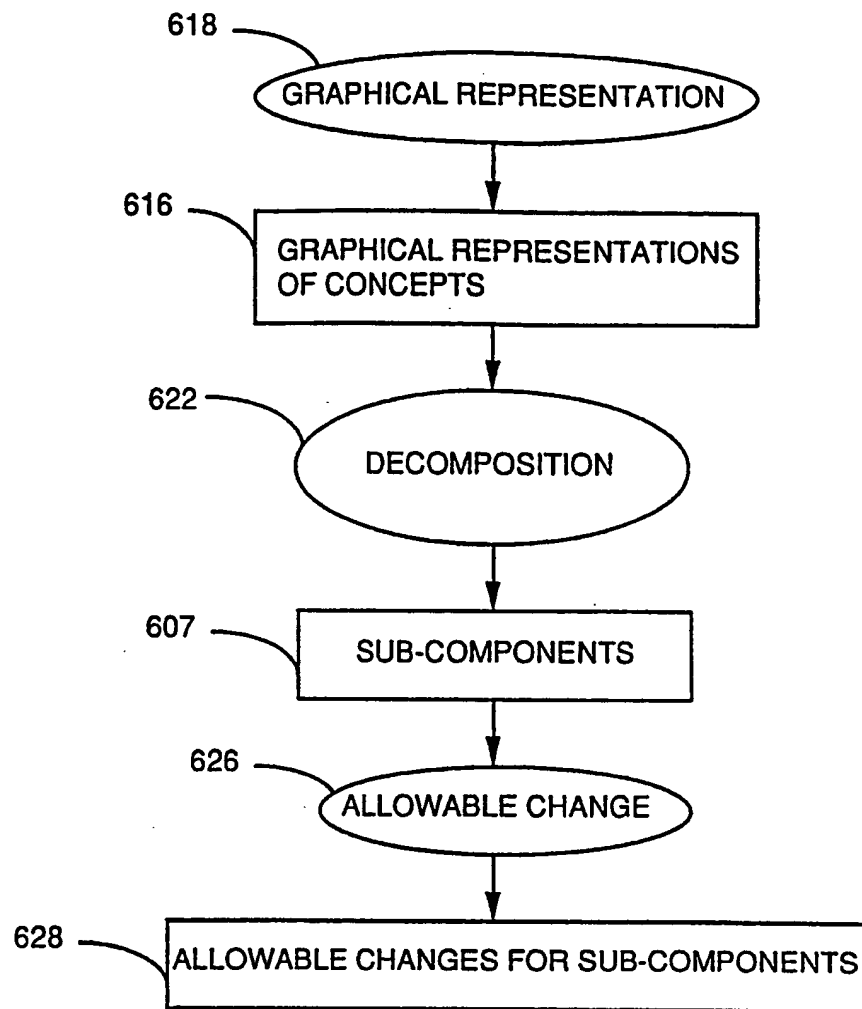 618
GRAPHICAL REPRESENTATION
616
GRAPHICAL REPRESENTATIONS
OF CONCEPTS
622
DECOMPOSITION
607
SUB-COMPONENTS
626
ALLOWABLE CHANGE
628
ALLOWABLE CHANGES FOR SUB-COMPONENTS